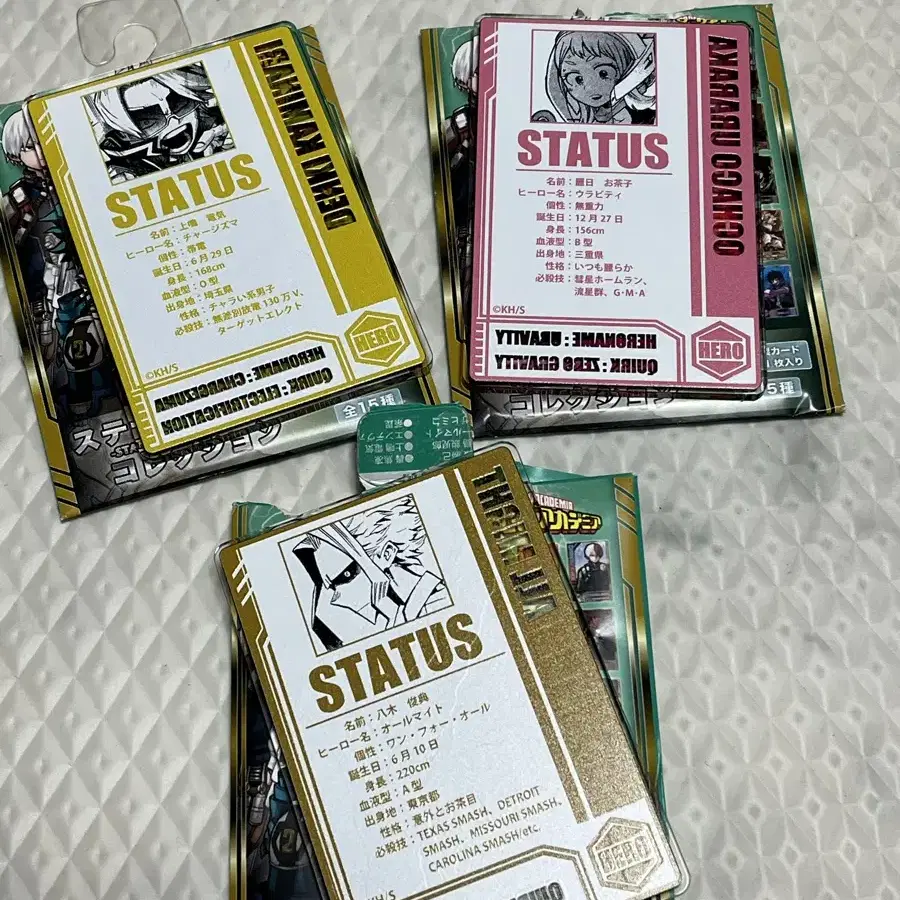 STATUS
名前：上鳴　電気
ヒーロー名：チャージズマ
個性：帯電
誕生日：6月29日
身長：168cm
血液型：O型
出身地：埼玉県
性格：チャラい系男子
必殺技：無差別放電130万V、
ターゲットエレクト
©KH/S
DENKI KAMINARI
HERONAME : CHARGEZUMA
QUIRK : ELECTRIFICATION
HERO
全15種
コレクション
STATUS
名前：麗日　お茶子
ヒーロー名：ウラビティ
個性：無重力
誕生日：12月27日
身長：156cm
血液型：B型
出身地：三重県
性格：いつも麗らか
必殺技：彗星ホームラン、
流星群、G・M・A
©KH/S
OCHACO URARAKA
HERONAME : URAVITY
QUIRK : ZERO GRAVITY
HERO
カード
1枚入り
5種
コレクション
STATUS
名前：八木　俊典
ヒーロー名：オールマイト
個性：ワン・フォー・オール
誕生日：6月10日
身長：220cm
血液型：A型
出身地：東京都
性格：意外とお茶目
必殺技：TEXAS SMASH、DETROIT
SMASH、MISSOURI SMASH、
CAROLINA SMASH/etc.
©KH/S
HERO
ACADEMIA